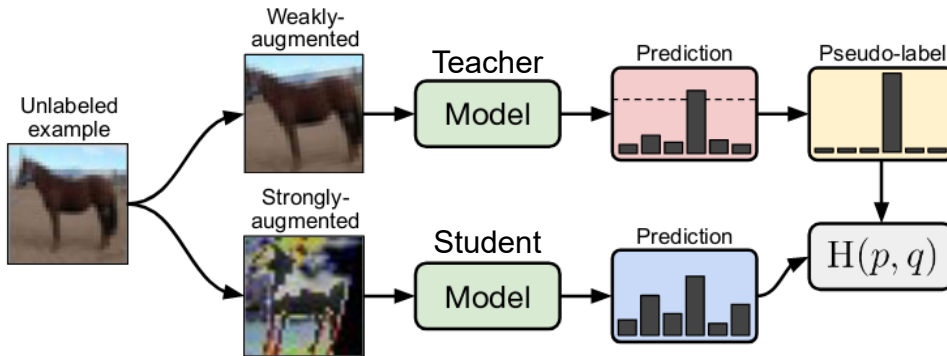 Weakly-
augmented
Teacher
Model
Prediction
Pseudo-label
Unlabeled
example
Strongly-
augmented
Student
Model
Prediction
H(p, q)